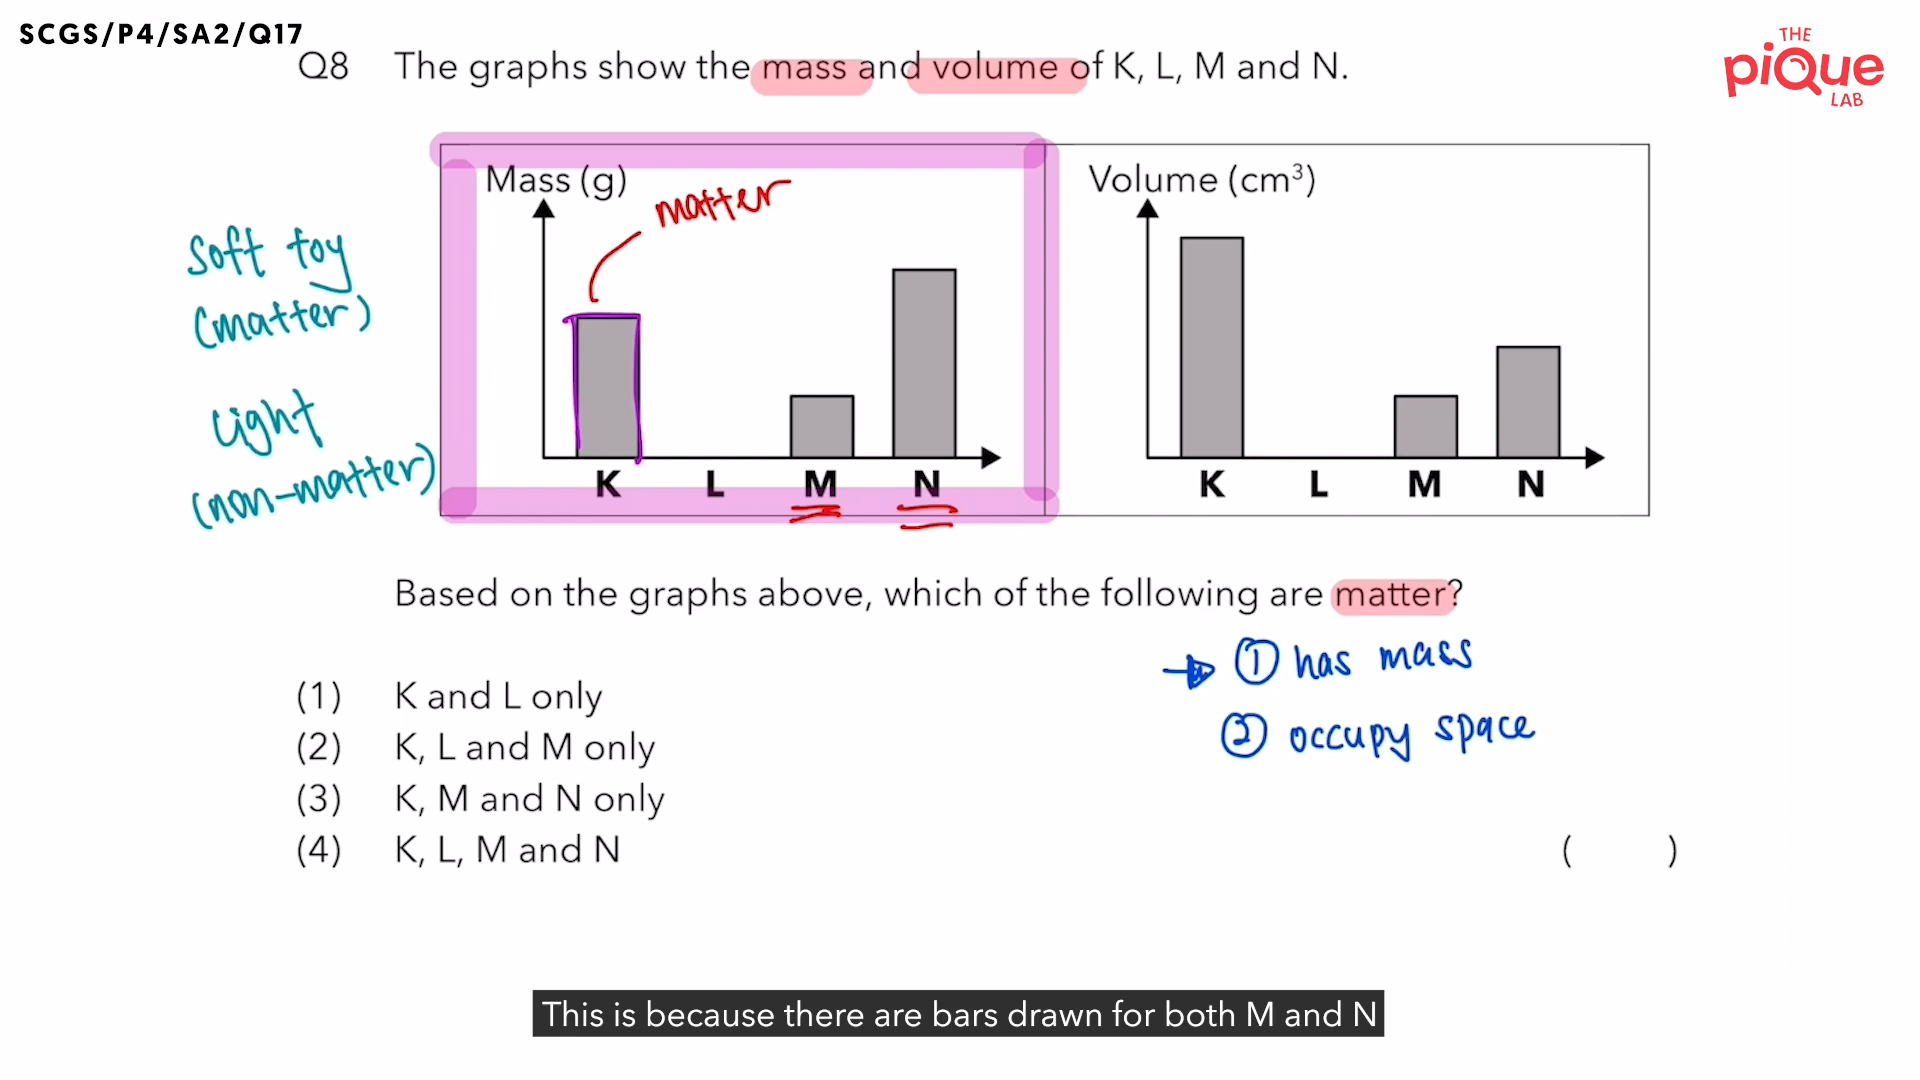 SCGS/P4/SA2/Q17
THE
piQue
LAB
Q8 The graphs show the mass and volume of K, L, M and N.
Mass (g)
matter
Volume (cm³)
Soft toy
(matter)
Light
(non-matter)
K L M N
K L M N
Based on the graphs above, which of the following are matter?
① has mass
② occupy space
(1) K and L only
(2) K, L and M only
(3) K, M and N only
(4) K, L, M and N
( )
This is because there are bars drawn for both M and N